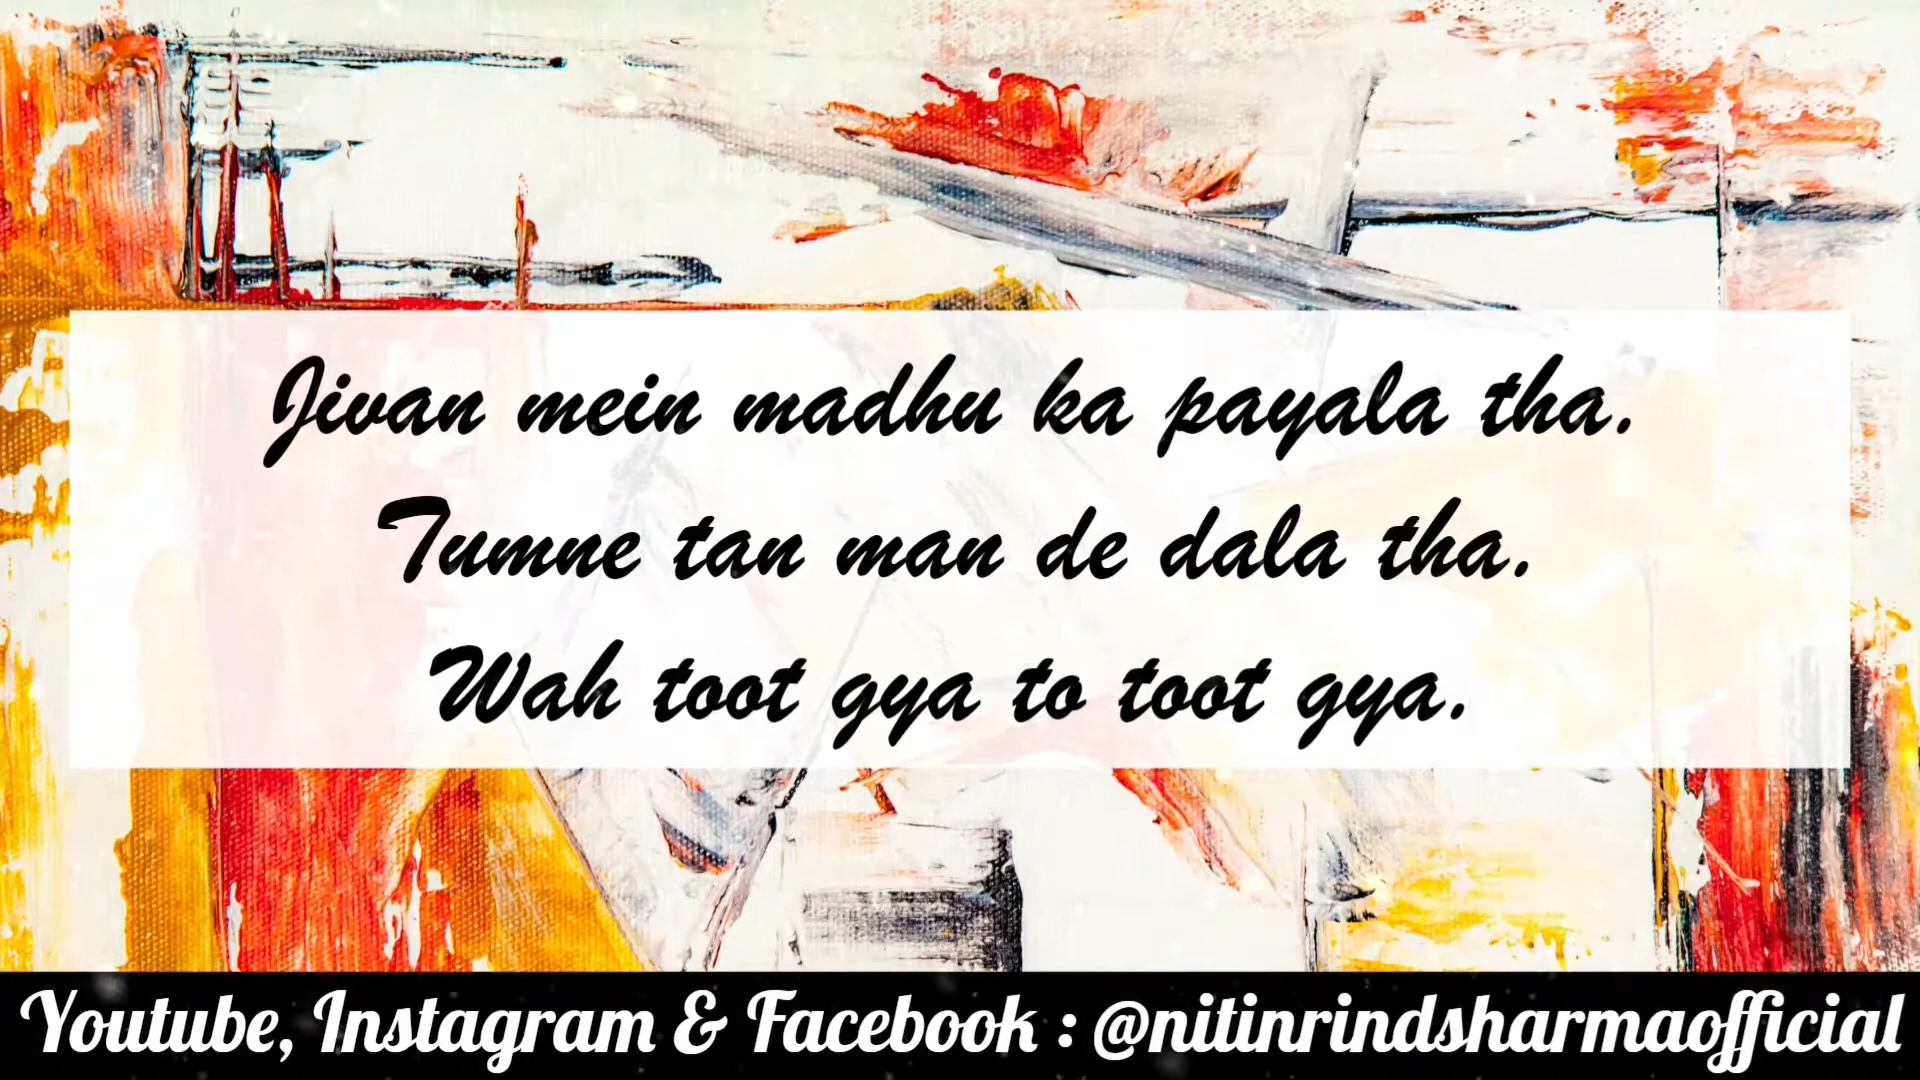 Jivan mein madhu ka payala tha.
Tumne tan man de dala tha.
Wah toot gya to toot gya.
Youtube, Instagram & Facebook : @nitinrindsharmaofficial